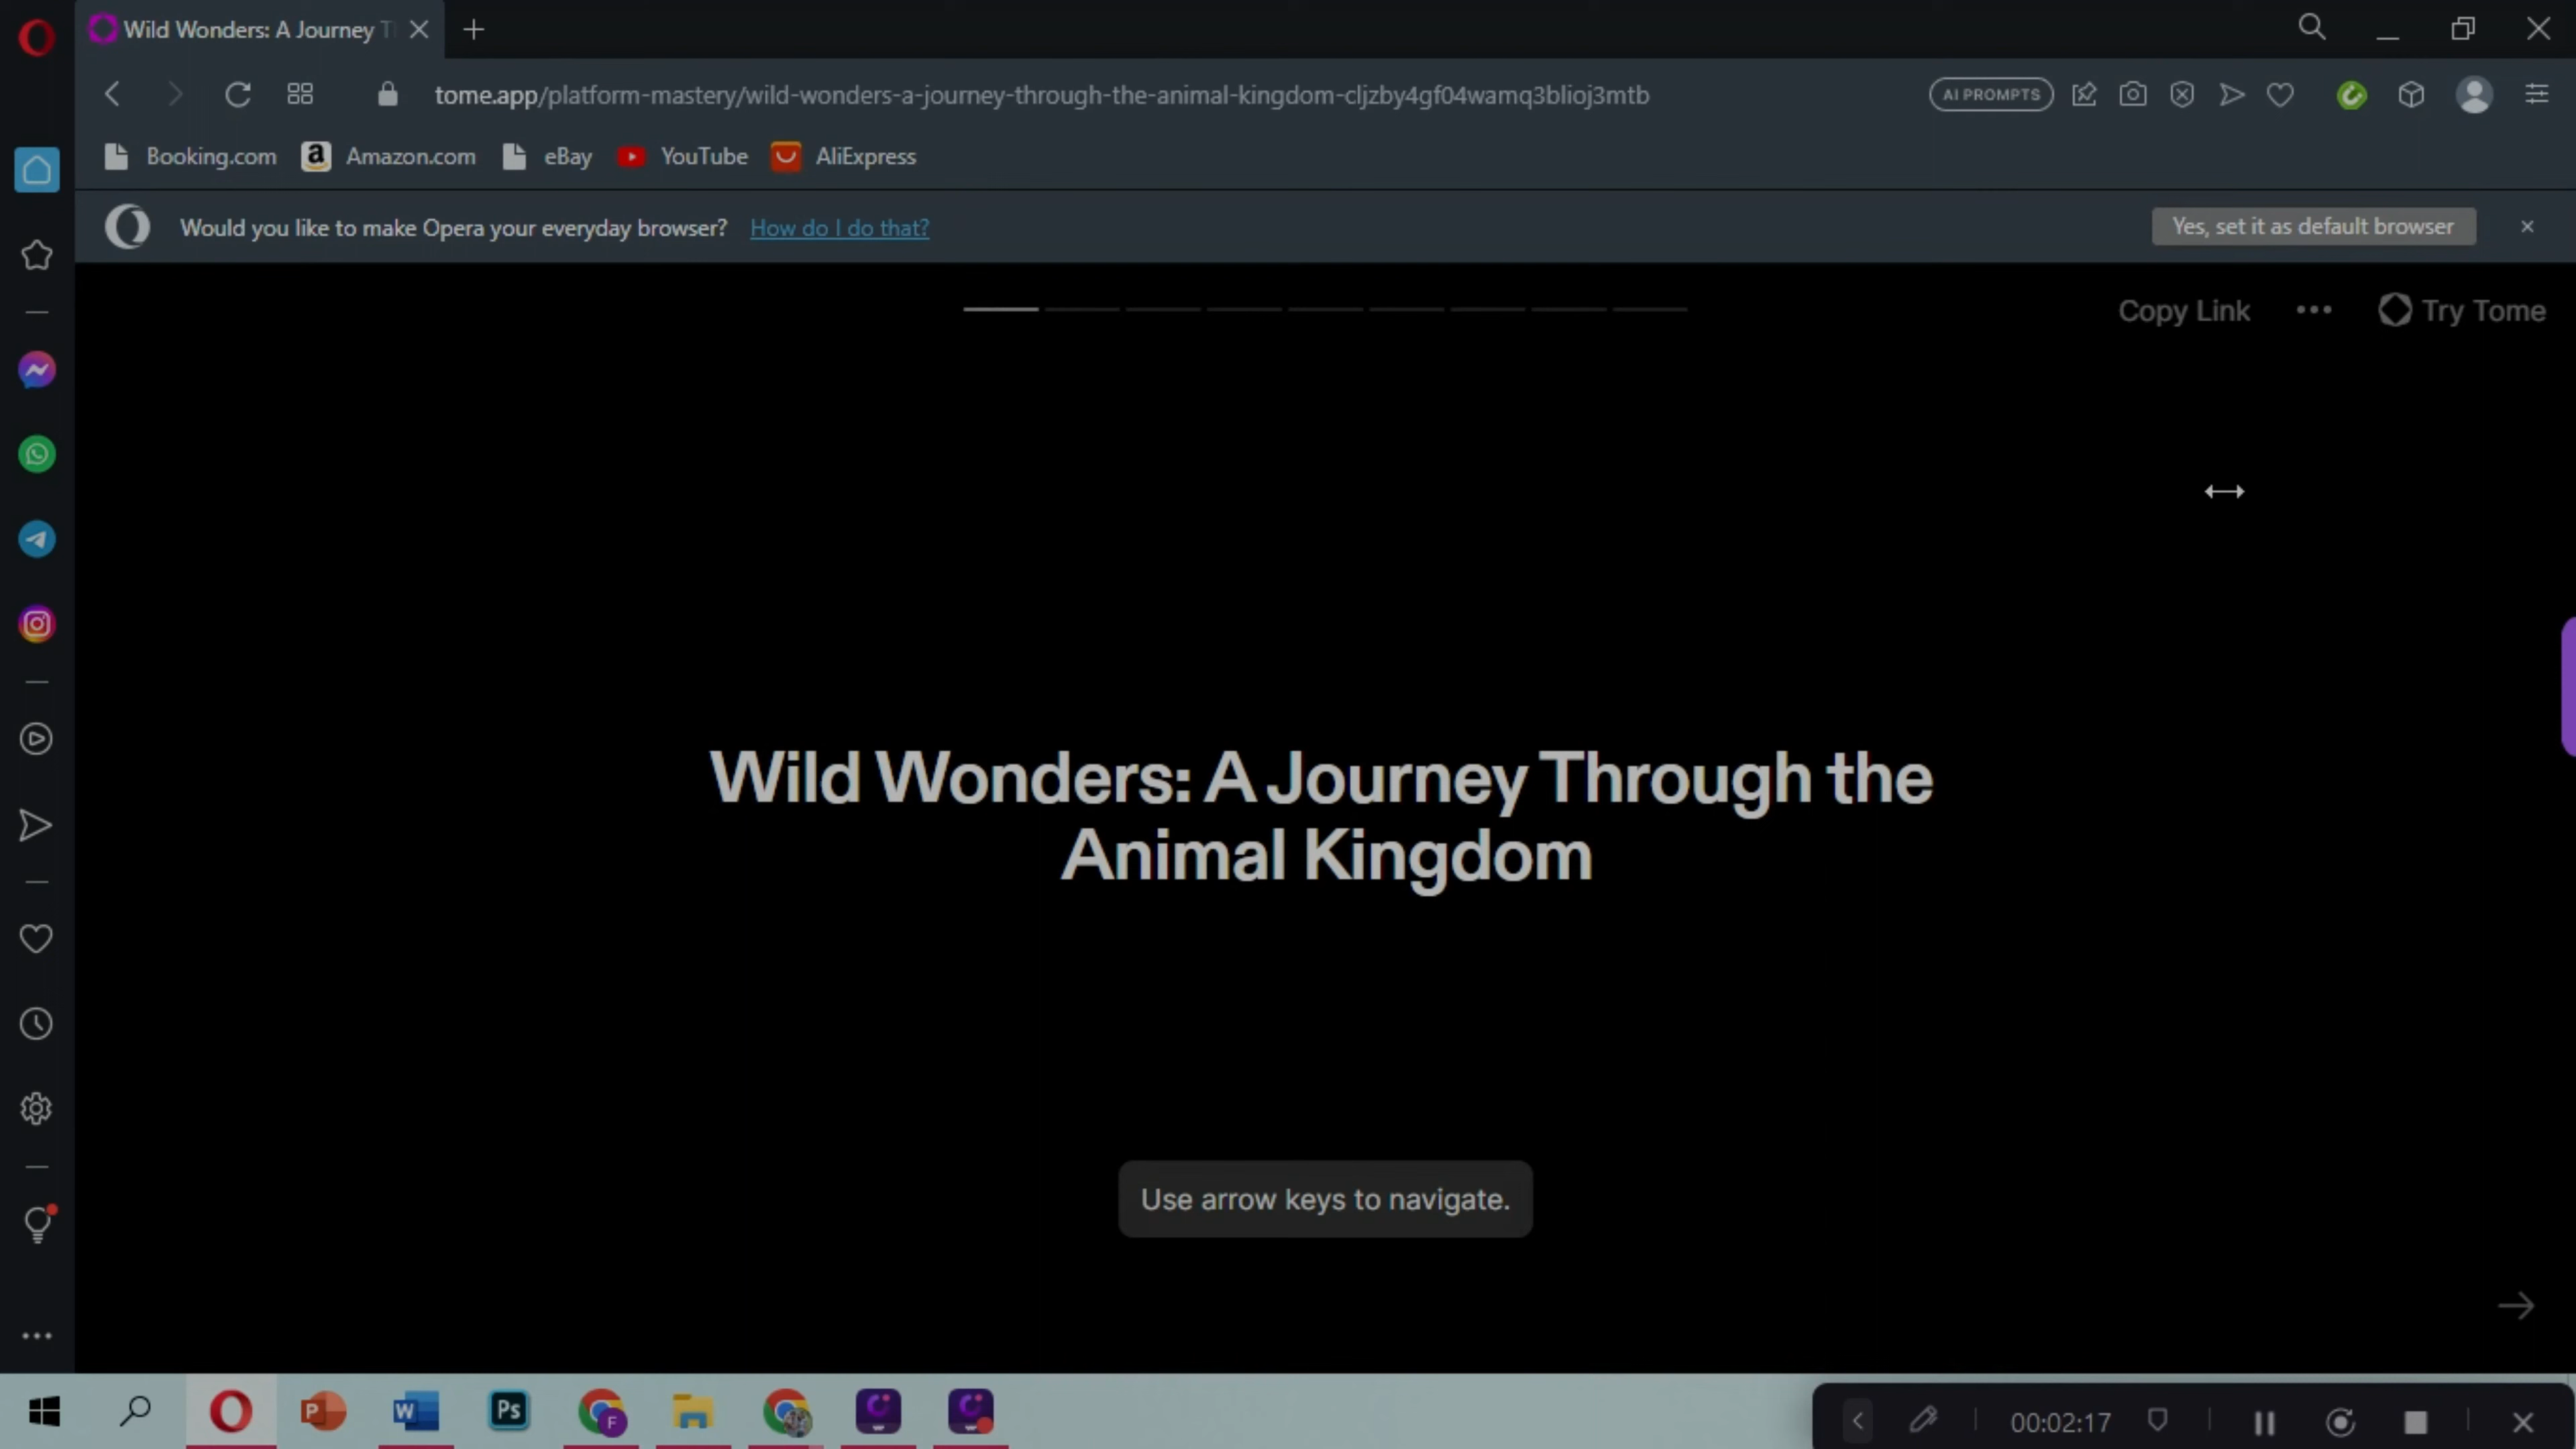 Wild Wonders: A Journey
tome.app/platform-mastery/wild-wonders-a-journey-through-the-animal-kingdom-cljzby4gf04wamq3blioj3mtb
AI PROMPTS
Booking.com
Amazon.com
eBay
YouTube
AliExpress
Would you like to make Opera your everyday browser? How do I do that?
Yes, set it as default browser
Copy Link
Try Tome
Wild Wonders: A Journey Through the
Animal Kingdom
Use arrow keys to navigate.
00:02:17